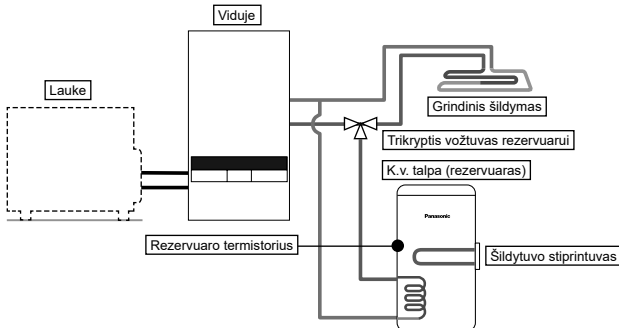 Viduje
Lauke
Grindinis šildymas
Trikryptis vožtuvas rezervuarui
K.v. talpa (rezervuaras)
Panasonic
Rezervuaro termistorius
Šildytuvo stiprintuvas